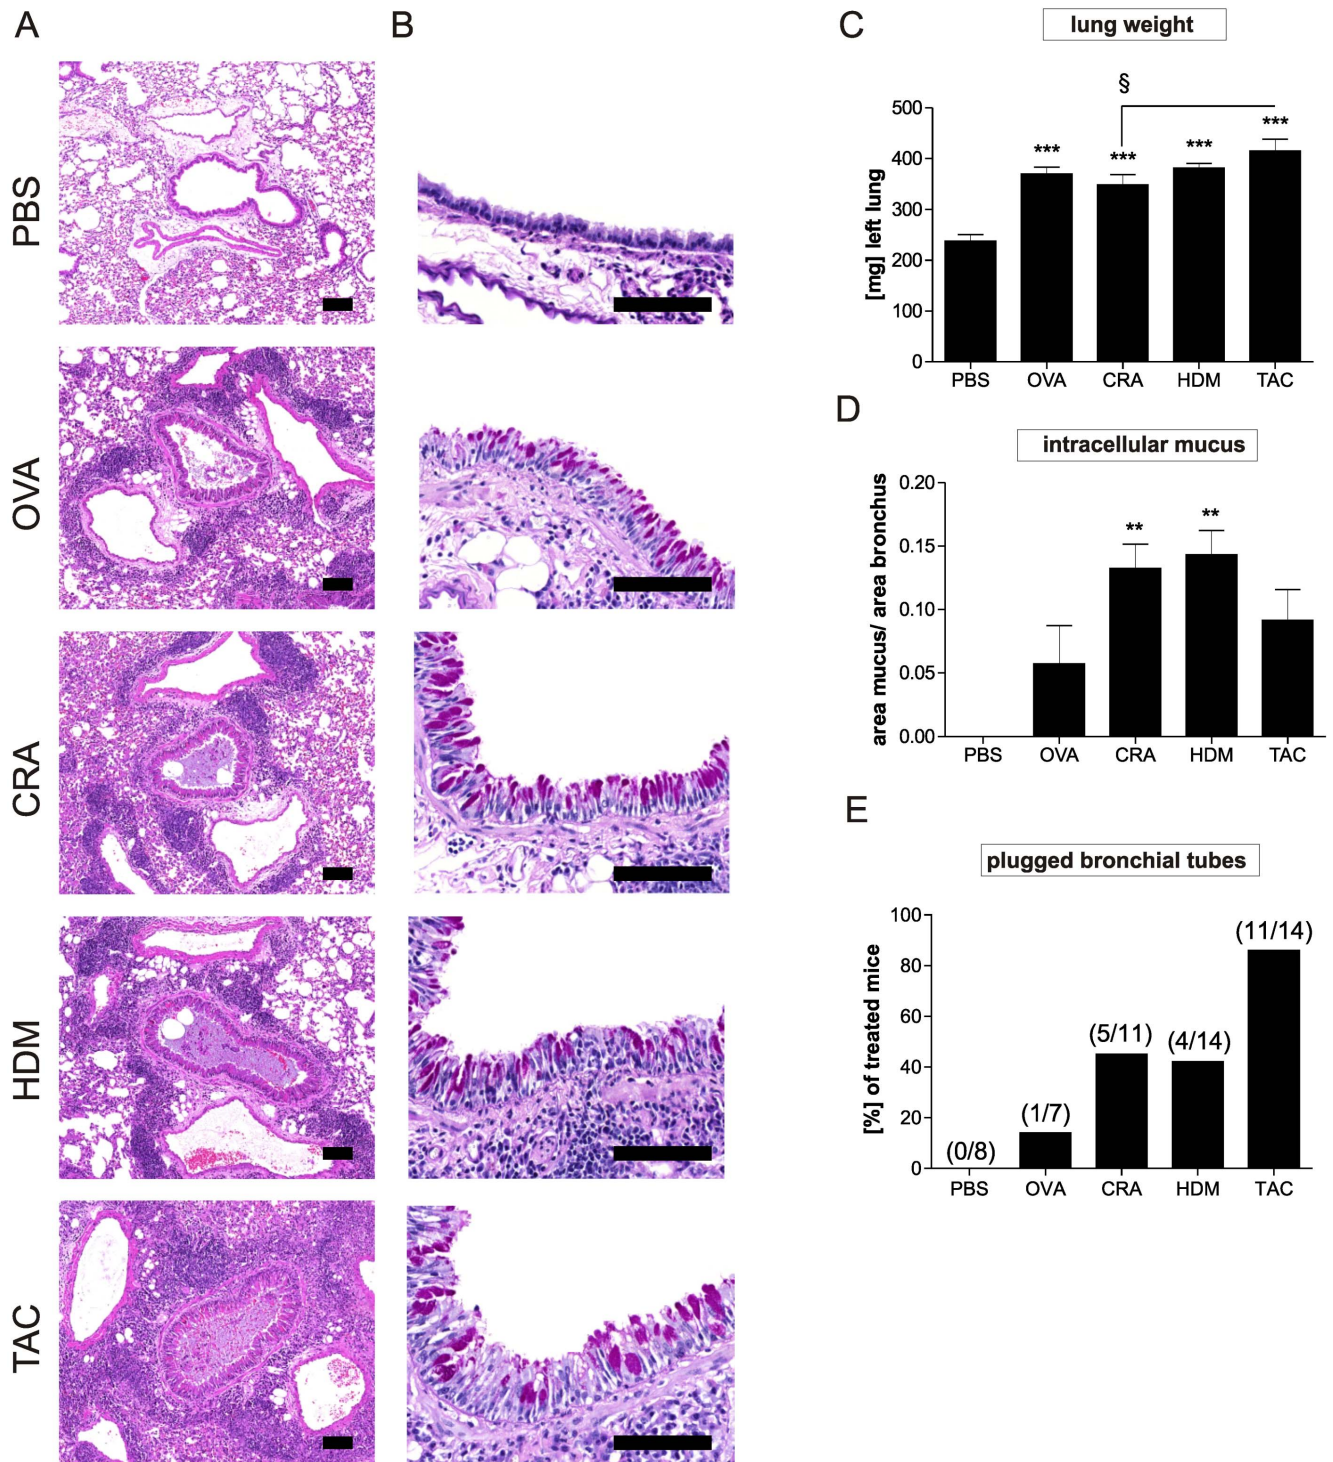 A
B
PBS
OVA
CRA
HDM
TAC
C
lung weight
§
500
400
300
200
100
0
[mg] left lung
***
***
***
***
PBS OVA CRA HDM TAC
D
intracellular mucus
0.20
0.15
0.10
0.05
0.00
area mucus/ area bronchus
**
**
PBS OVA CRA HDM TAC
E
plugged bronchial tubes
100
80
60
40
20
0
[%] of treated mice
(0/8)
(1/7)
(5/11)
(4/14)
(11/14)
PBS OVA CRA HDM TAC